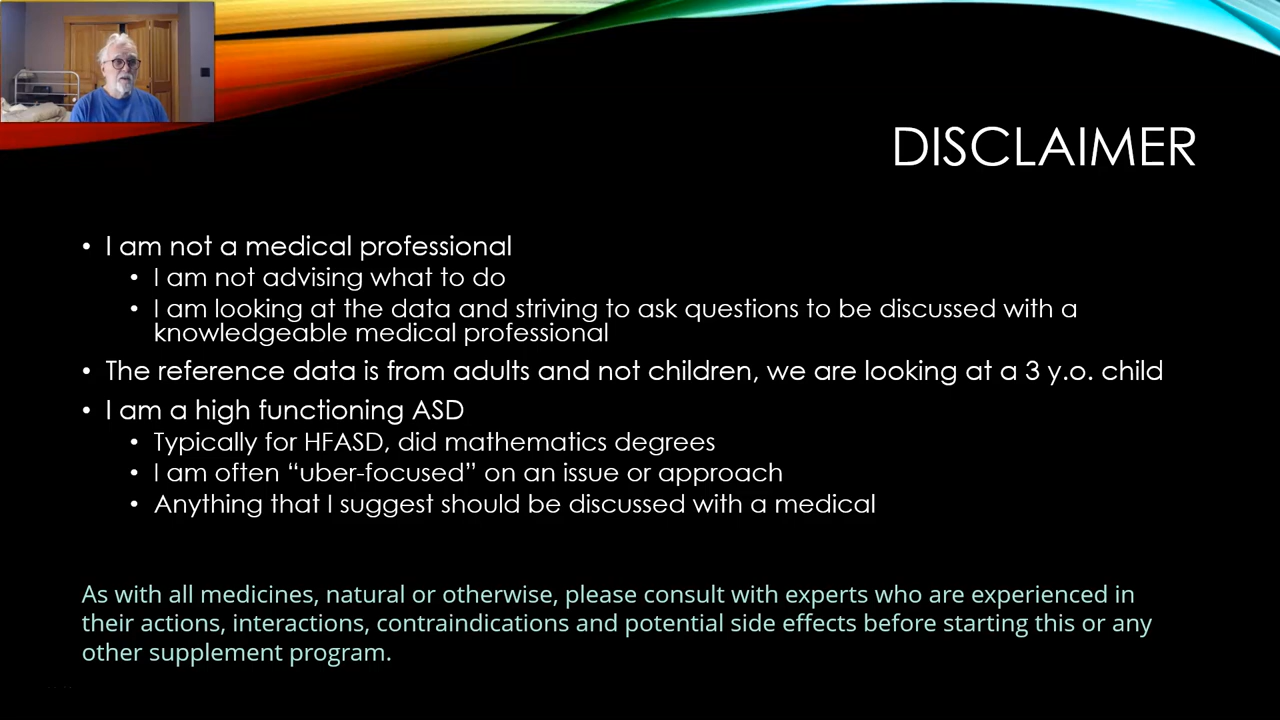 DISCLAIMER
• I am not a medical professional
• I am not advising what to do
• I am looking at the data and striving to ask questions to be discussed with a
knowledgeable medical professional
• The reference data is from adults and not children, we are looking at a 3 y.o. child
• I am a high functioning ASD
• Typically for HFASD, did mathematics degrees
• I am often “uber-focused” on an issue or approach
• Anything that I suggest should be discussed with a medical
As with all medicines, natural or otherwise, please consult with experts who are experienced in
their actions, interactions, contraindications and potential side effects before starting this or any
other supplement program.